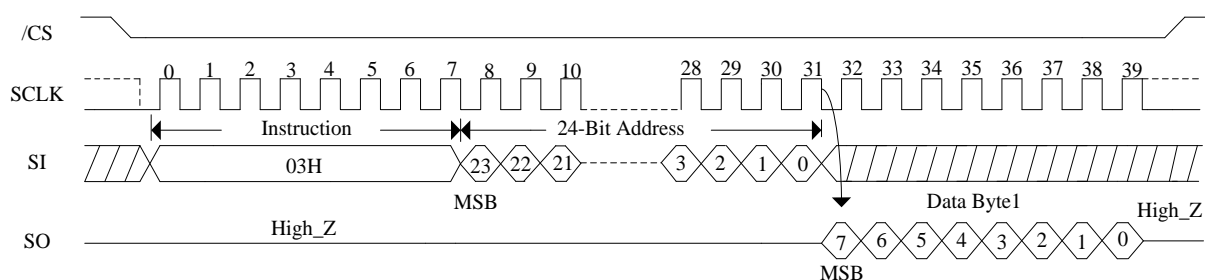 /CS
0 1 2 3 4 5 6 7 8 9 10 28 29 30 31 32 33 34 35 36 37 38 39
SCLK
Instruction 24-Bit Address
SI 03H 23 22 21 3 2 1 0
MSB Data Byte1
High_Z High_Z
SO 7 6 5 4 3 2 1 0
MSB